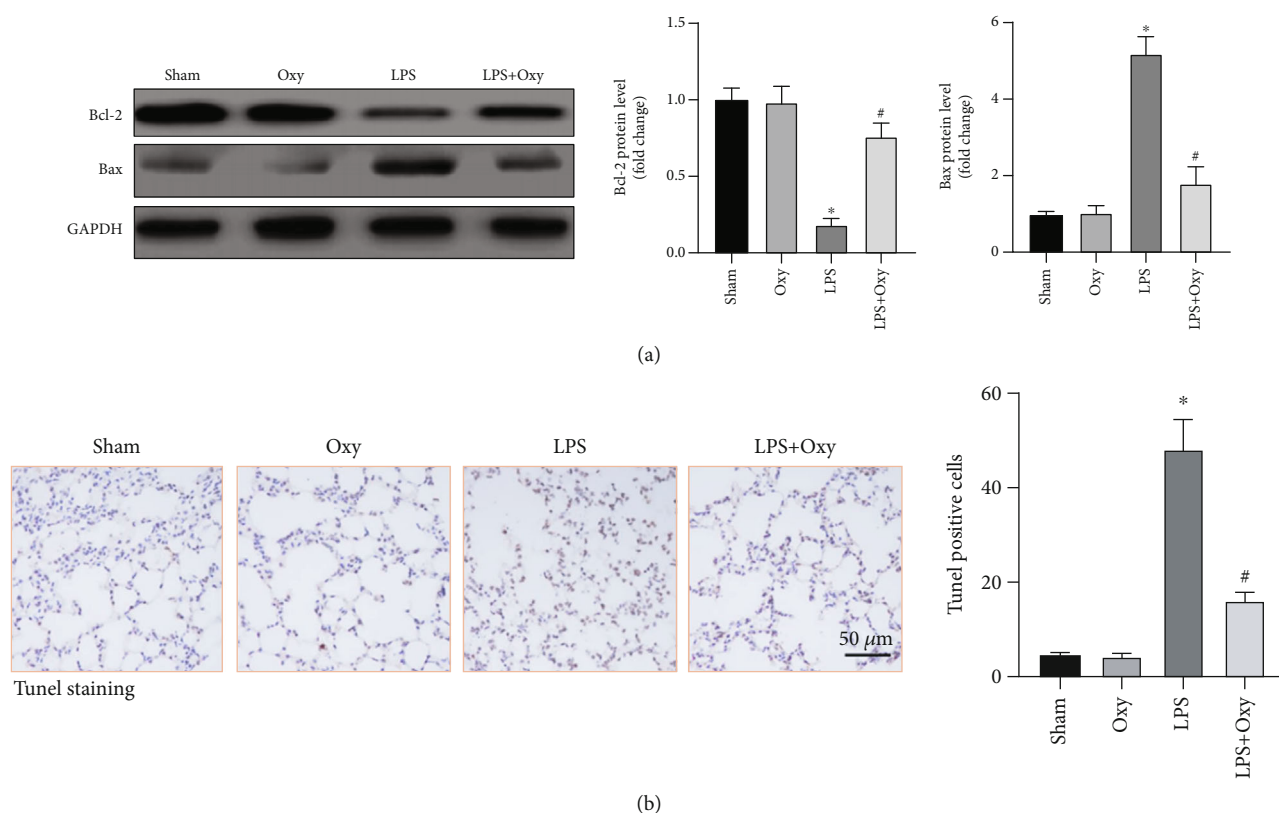 Sham Oxy LPS LPS+Oxy
Bcl-2
Bax
GAPDH
Bcl-2 protein level
(fold change)
1.5
1.0
0.5
0.0
Sham
Oxy
LPS
LPS+Oxy
*
#
Bax protein level
(fold change)
6
4
2
0
Sham
Oxy
LPS
LPS+Oxy
*
#
(a)
Sham Oxy LPS LPS+Oxy
50 μm
Tunel staining
Tunel positive cells
60
40
20
0
Sham
Oxy
LPS
LPS+Oxy
*
#
(b)